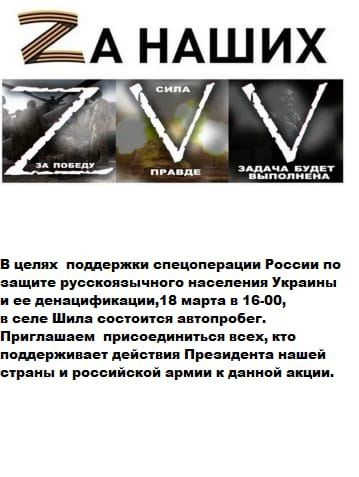 ZА НАШИХ
Z V V
ЗА ПОБЕДУ
СИЛА
V
ПРАВДЕ
ЗАДАЧА БУДЕТ
ВЫПОЛНЕНА
В целях поддержки спецоперации России по
защите русскоязычного населения Украины
и ее денацификации,18 марта в 16-00,
в селе Шила состоится автопробег.
Приглашаем присоединиться всех, кто
поддерживает действия Президента нашей
страны и российской армии к данной акции.